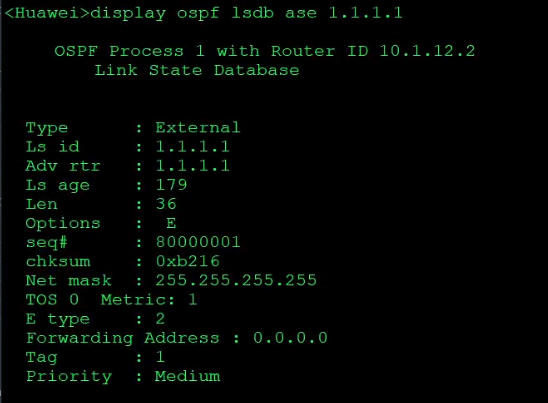 <Huawei>display ospf lsdb ase 1.1.1.1
OSPF Process 1 with Router ID 10.1.12.2
Link State Database
Type : External
Ls id : 1.1.1.1
Adv rtr : 1.1.1.1
Ls age : 179
Len : 36
Options : E
seq# : 80000001
chksum : 0xb216
Net mask : 255.255.255.255
TOS 0 Metric: 1
E type : 2
Forwarding Address : 0.0.0.0
Tag : 1
Priority : Medium